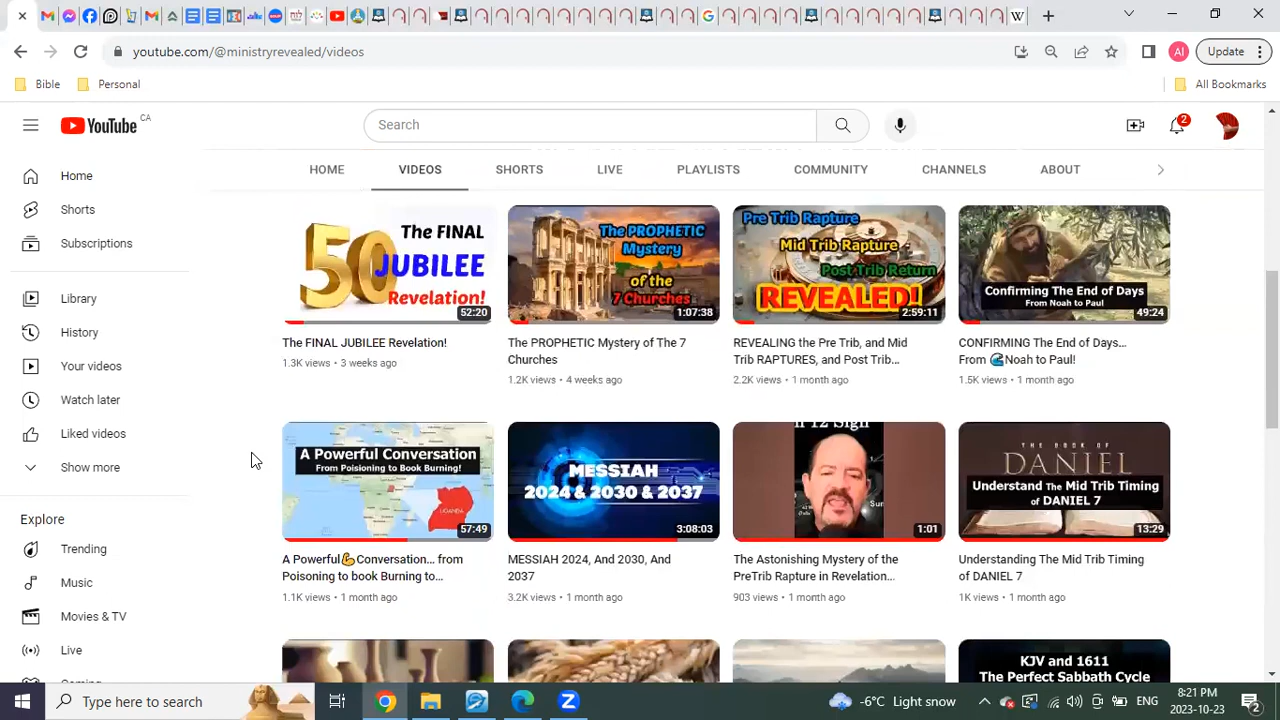 youtube.com/@ministryrevealed/videos
AI
Update
Bible
Personal
All Bookmarks
YouTube CA
Search
2
HOME
VIDEOS
SHORTS
LIVE
PLAYLISTS
COMMUNITY
CHANNELS
ABOUT
Home
Shorts
Subscriptions
Library
History
Your videos
Watch later
Liked videos
Show more
Explore
Trending
Music
Movies & TV
Live
50 The FINAL
JUBILEE
Revelation!
52:20
The FINAL JUBILEE Revelation!
1.3K views • 3 weeks ago
The PROPHETIC
Mystery
of the
7 Churches
1:07:38
The PROPHETIC Mystery of The 7
Churches
1.2K views • 4 weeks ago
Pre Trib Rapture
Mid Trib Rapture
Post Trib Return
REVEALED!
2:59:11
REVEALING the Pre Trib, and Mid
Trib RAPTURES, and Post Trib...
2.2K views • 1 month ago
Confirming The End of Days
From Noah to Paul
49:24
CONFIRMING The End of Days...
From 🌊Noah to Paul!
1.5K views • 1 month ago
A Powerful Conversation
From Poisioning to Book Burning!
UGANDA
57:49
A Powerful💪Conversation... from
Poisoning to book Burning to...
1.1K views • 1 month ago
MESSIAH
2024 & 2030 & 2037
3:08:03
MESSIAH 2024, And 2030, And
2037
3.2K views • 1 month ago
12 Sign
1:01
The Astonishing Mystery of the
PreTrib Rapture in Revelation...
903 views • 1 month ago
THE BOOK OF
DANIEL
Understand The Mid Trib Timing
of DANIEL 7
13:29
Understanding The Mid Trib Timing
of DANIEL 7
1K views • 1 month ago
KJV and 1611
The Perfect Sabbath Cycle
Type here to search
-6°C Light snow
ENG
8:21 PM
2023-10-23
2